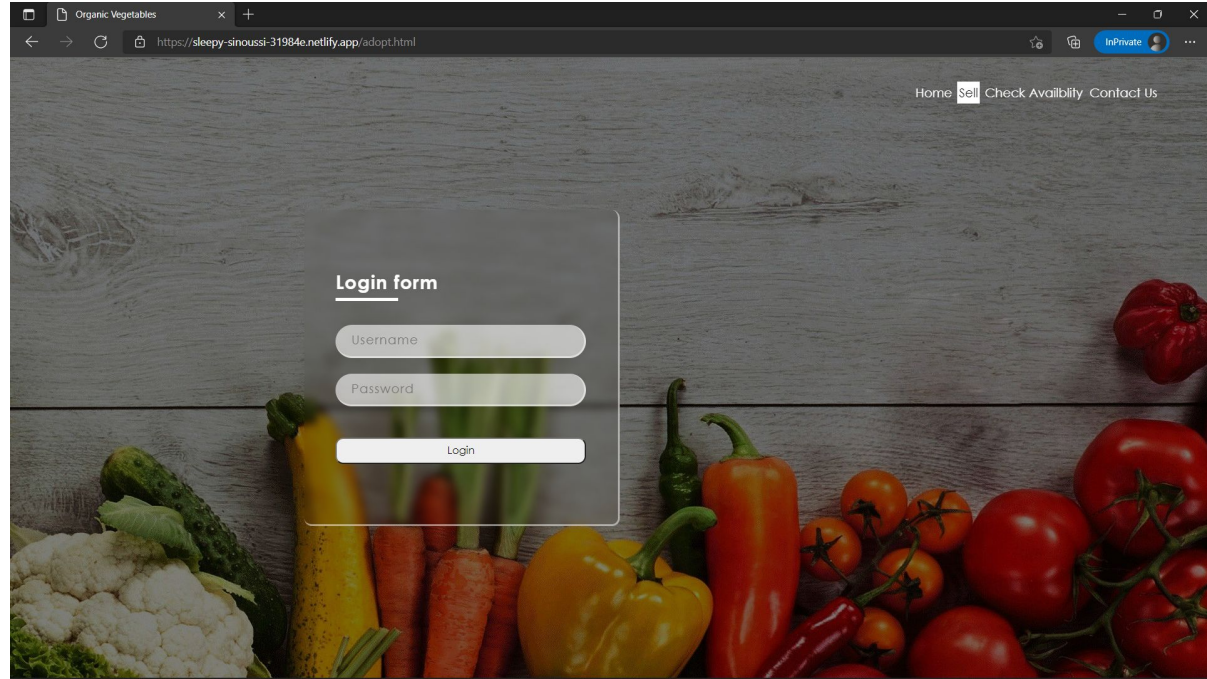 Organic Vegetables
https://sleepy-sinoussi-31984e.netlify.app/adopt.html
InPrivate
Home Sell Check Availblity Contact Us
Login form
Username
Password
Login